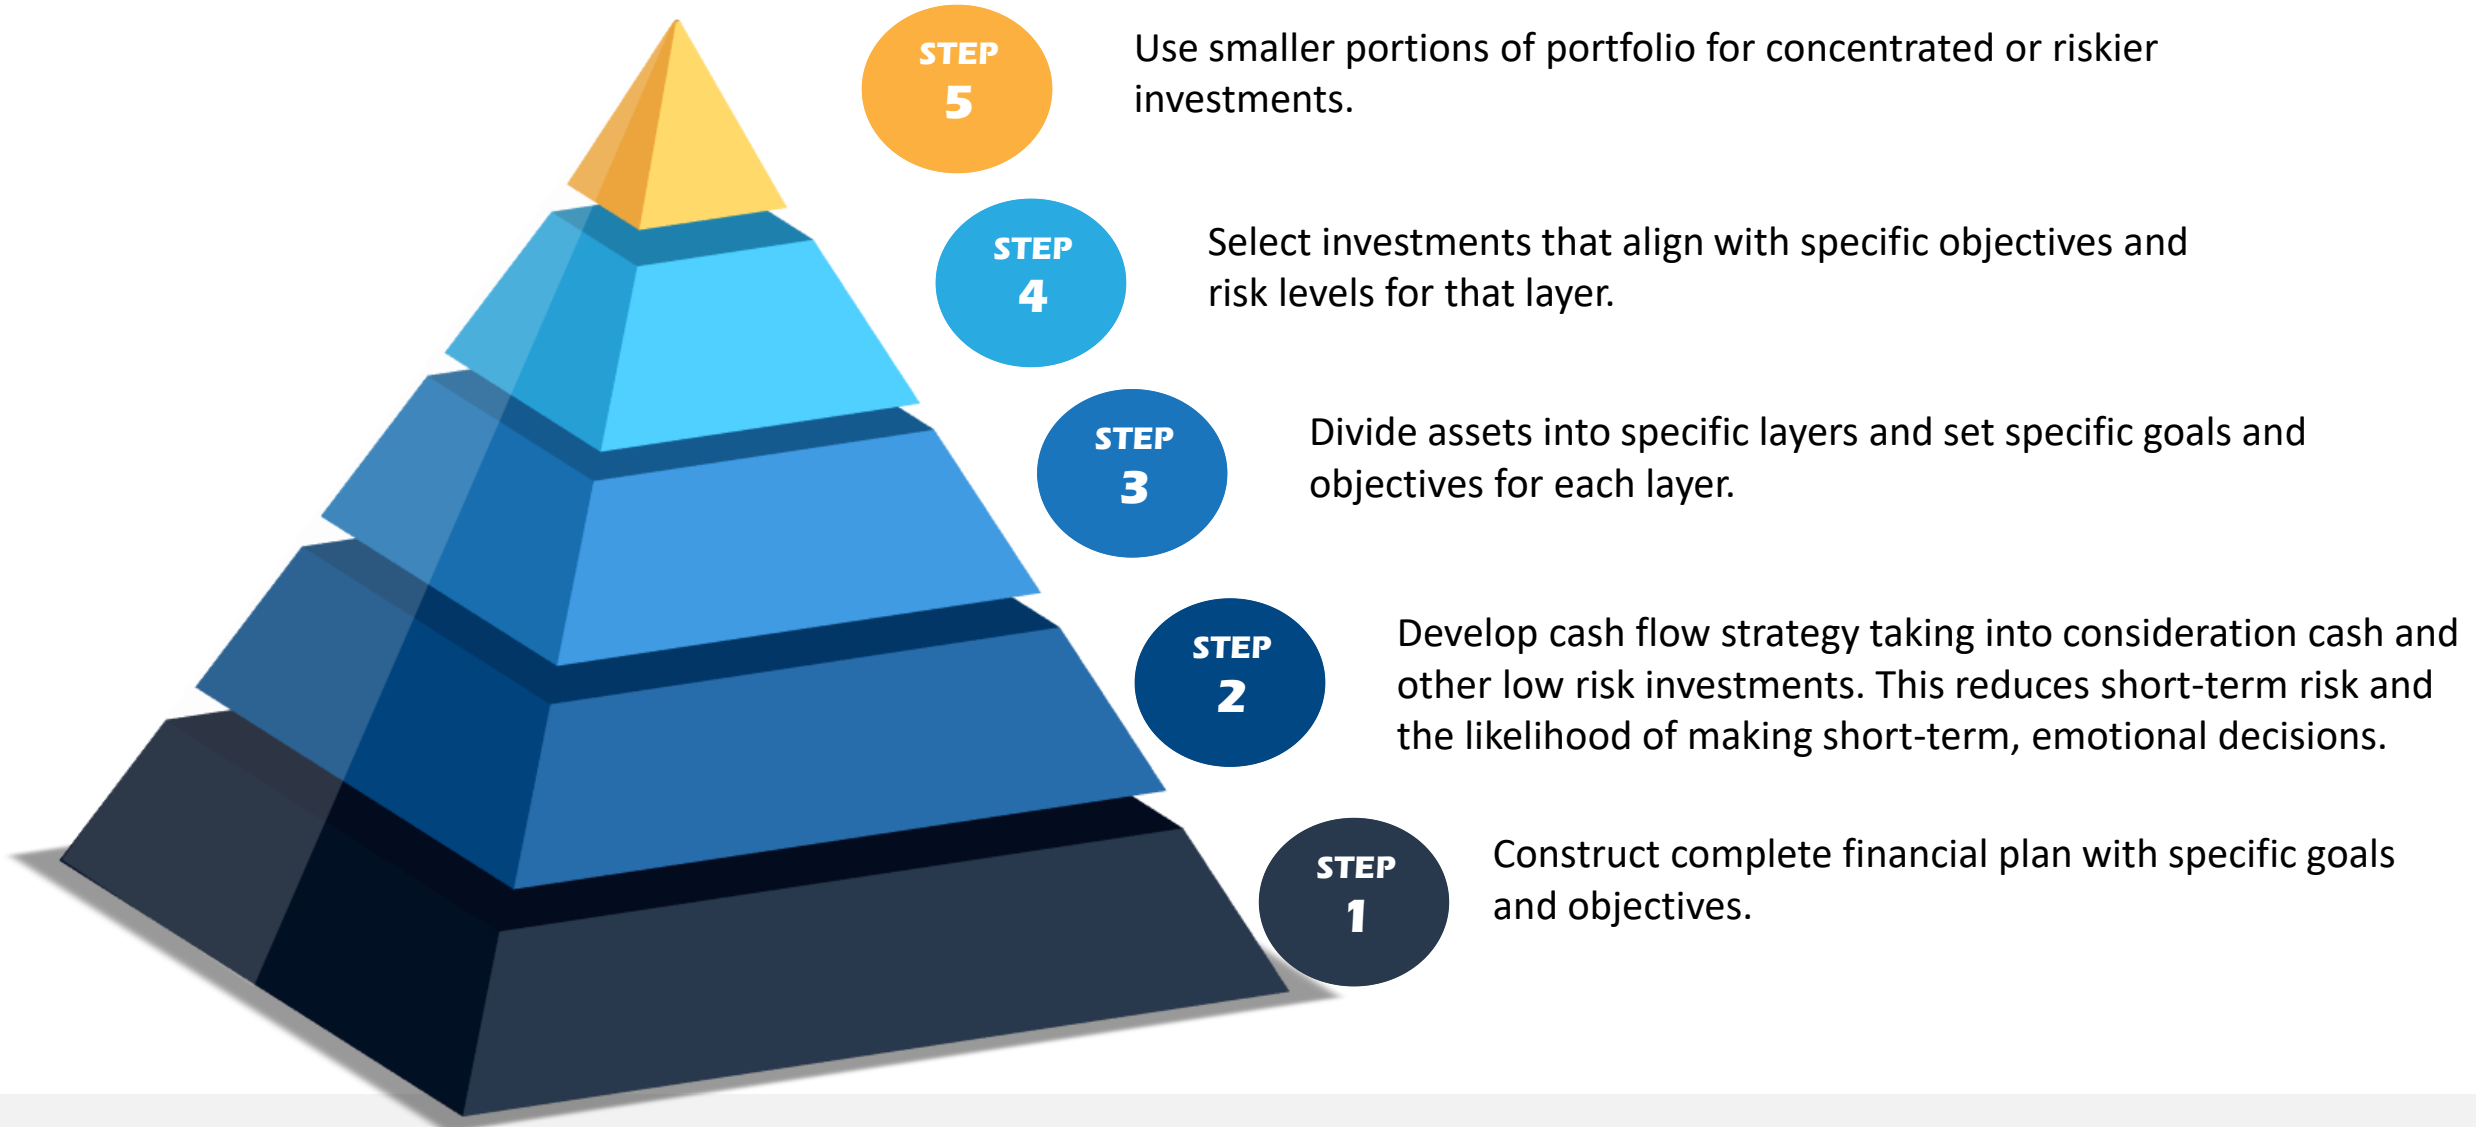 STEP
5
Use smaller portions of portfolio for concentrated or riskier
investments.
STEP
4
Select investments that align with specific objectives and
risk levels for that layer.
STEP
3
Divide assets into specific layers and set specific goals and
objectives for each layer.
STEP
2
Develop cash flow strategy taking into consideration cash and
other low risk investments. This reduces short-term risk and
the likelihood of making short-term, emotional decisions.
STEP
1
Construct complete financial plan with specific goals
and objectives.